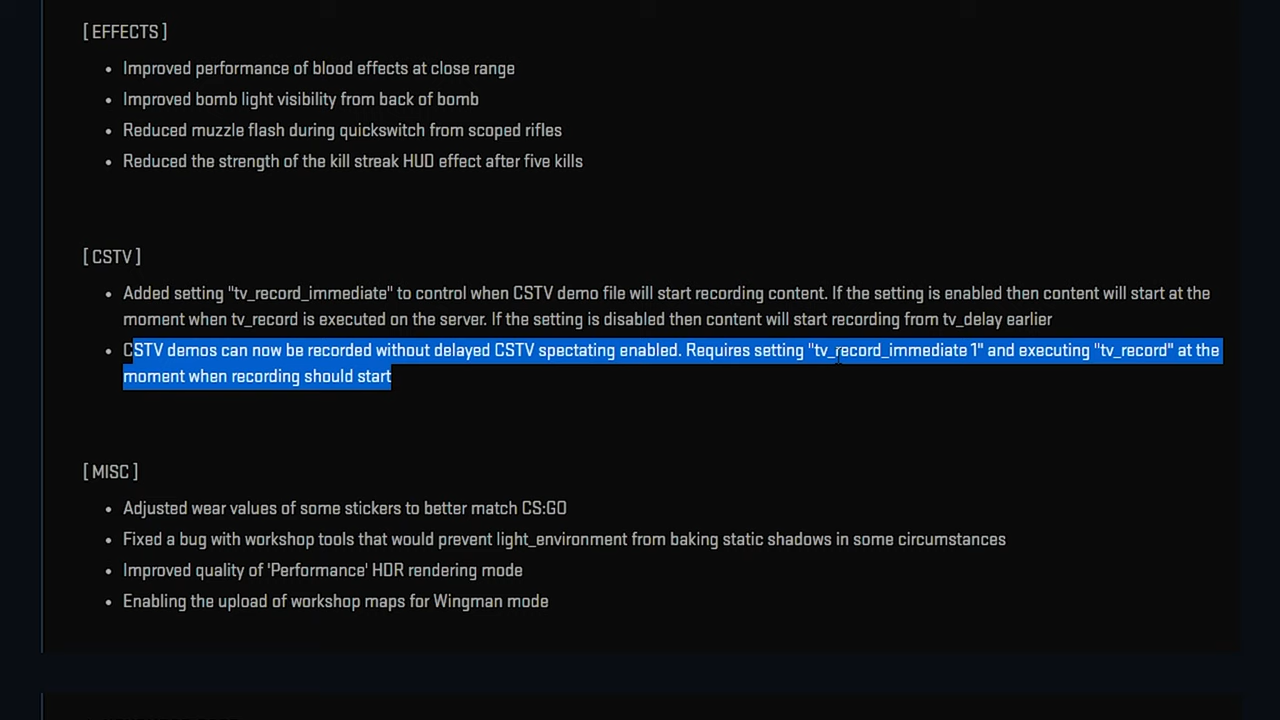 [ EFFECTS ]
• Improved performance of blood effects at close range
• Improved bomb light visibility from back of bomb
• Reduced muzzle flash during quickswitch from scoped rifles
• Reduced the strength of the kill streak HUD effect after five kills
[ CSTV ]
• Added setting "tv_record_immediate" to control when CSTV demo file will start recording content. If the setting is enabled then content will start at the
moment when tv_record is executed on the server. If the setting is disabled then content will start recording from tv_delay earlier
• CSTV demos can now be recorded without delayed CSTV spectating enabled. Requires setting "tv_record_immediate 1" and executing "tv_record" at the
moment when recording should start
[ MISC ]
• Adjusted wear values of some stickers to better match CS:GO
• Fixed a bug with workshop tools that would prevent light_environment from baking static shadows in some circumstances
• Improved quality of 'Performance' HDR rendering mode
• Enabling the upload of workshop maps for Wingman mode